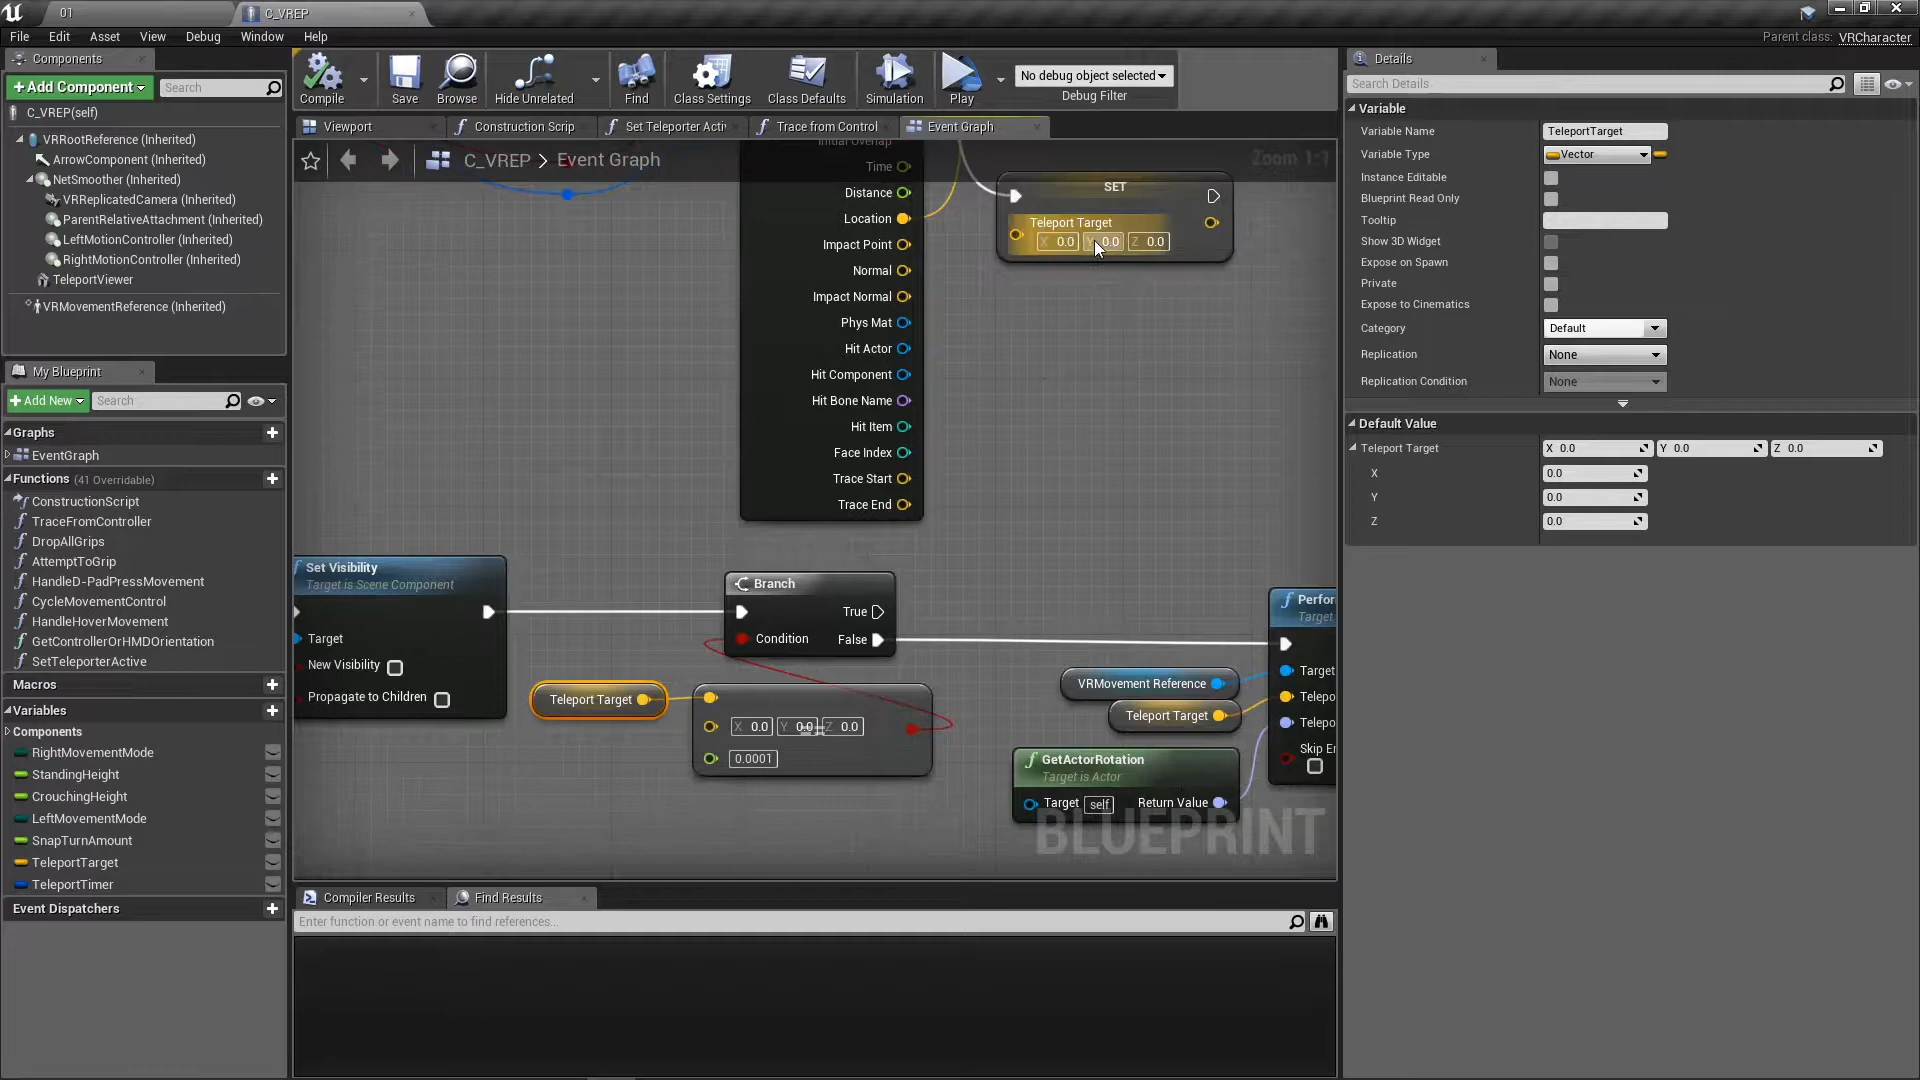 01
C_VREP
File Edit Asset View Debug Window Help
Parent class: VRCharacter
Components
+Add Component
Search
C_VREP(self)
VRRootReference (Inherited)
ArrowComponent (Inherited)
NetSmoother (Inherited)
VRReplicatedCamera (Inherited)
ParentRelativeAttachment (Inherited)
LeftMotionController (Inherited)
RightMotionController (Inherited)
TeleportViewer
VRMovementReference (Inherited)
My Blueprint
+Add New
Search
Graphs
EventGraph
Functions (41 Overridable)
ConstructionScript
TraceFromController
DropAllGrips
AttemptToGrip
HandleD-PadPressMovement
CycleMovementControl
HandleHoverMovement
GetControllerOrHMDOrientation
SetTeleporterActive
Macros
Variables
Components
RightMovementMode
StandingHeight
CrouchingHeight
LeftMovementMode
SnapTurnAmount
TeleportTarget
TeleportTimer
Event Dispatchers
Compile
Save
Browse
Hide Unrelated
Find
Class Settings
Class Defaults
Simulation
Play
No debug object selected
Debug Filter
Viewport
Construction Scrip
Set Teleporter Acti
Trace from Control
Event Graph
C_VREP > Event Graph
Zoom 1:1
Initial Overlap
Time
Distance
Location
Impact Point
Normal
Impact Normal
Phys Mat
Hit Actor
Hit Component
Hit Bone Name
Hit Item
Face Index
Trace Start
Trace End
SET
Teleport Target
X 0.0 Y 0.0 Z 0.0
Set Visibility
Target is Scene Component
Target
New Visibility
Propagate to Children
Branch
True
Condition
False
Teleport Target
X 0.0 Y 0.0 == Z 0.0
0.0001
VRMovement Reference
Teleport Target
GetActorRotation
Target is Actor
Target self
Return Value
Perfor
Target
Target
Telepo
Telepo
Skip En
BLUEPRINT
Compiler Results
Find Results
Enter function or event name to find references...
Details
Search Details
Variable
Variable Name TeleportTarget
Variable Type Vector
Instance Editable
Blueprint Read Only
Tooltip
Show 3D Widget
Expose on Spawn
Private
Expose to Cinematics
Category Default
Replication None
Replication Condition None
Default Value
Teleport Target X 0.0 Y 0.0 Z 0.0
X 0.0
Y 0.0
Z 0.0